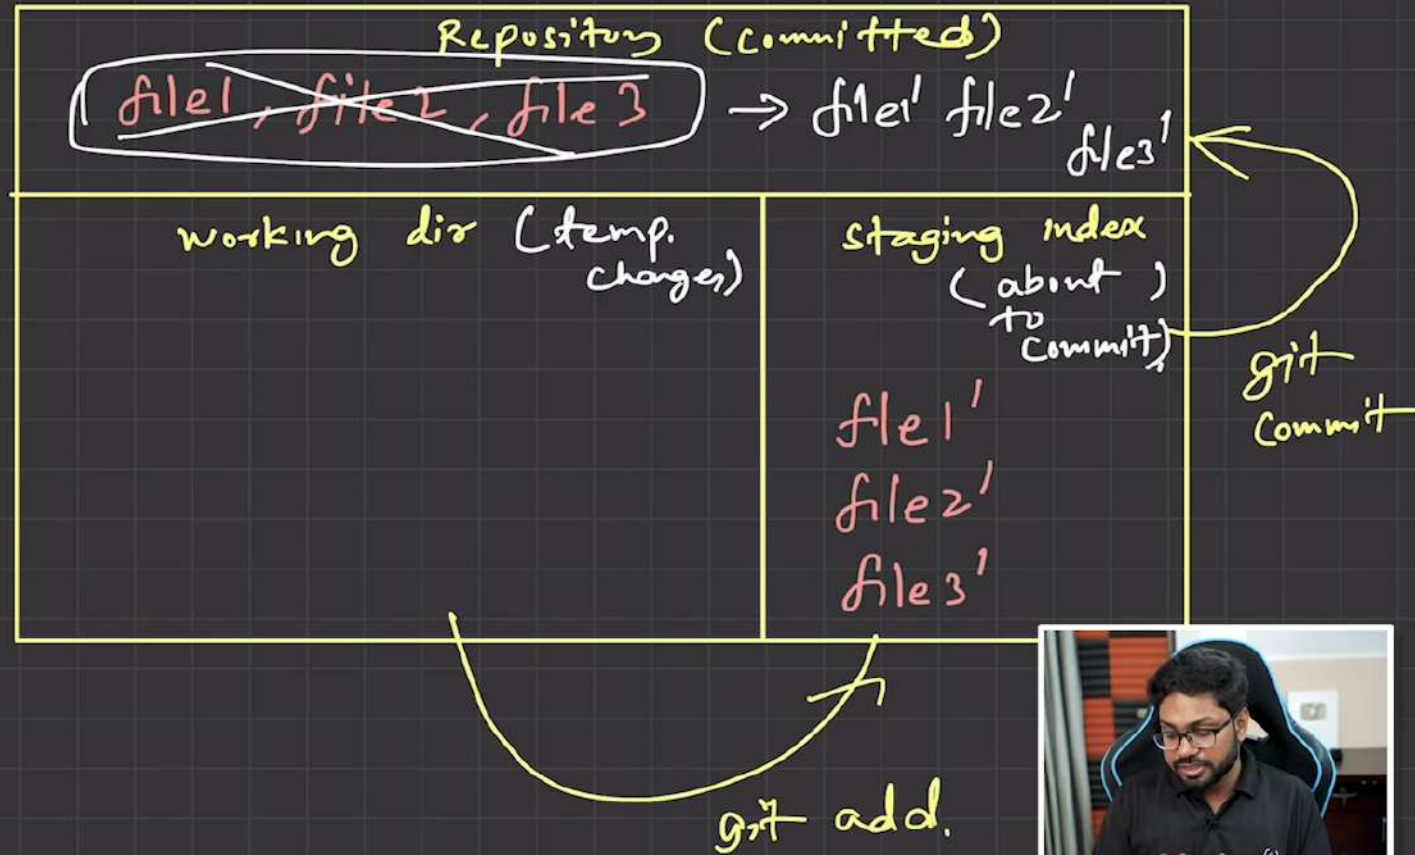 Repository (committed)
file1, file2, file3 → file1' file2'
file3'
working dir (temp.
changes)
staging index
(about )
to
commit)
file1'
file2'
file3'
git
commit
git add.